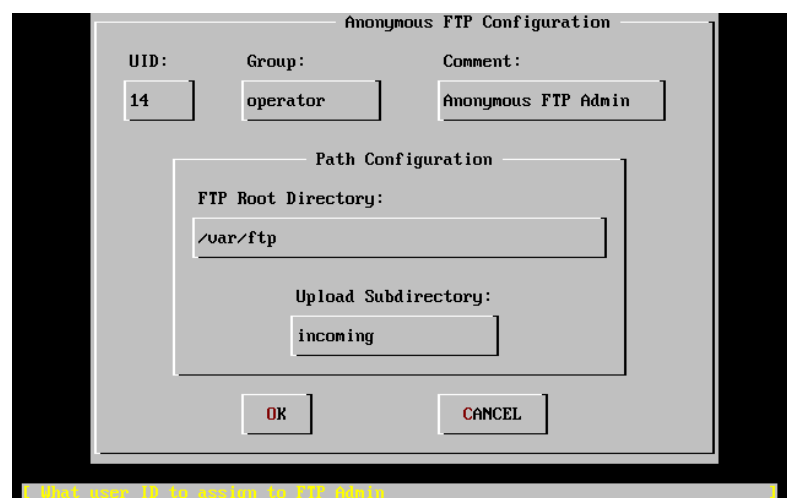 Anonymous FTP Configuration
UID: Group: Comment:
14 operator Anonymous FTP Admin
Path Configuration
FTP Root Directory:
/var/ftp
Upload Subdirectory:
incoming
OK CANCEL
[ What user ID to assign to FTP Admin ]